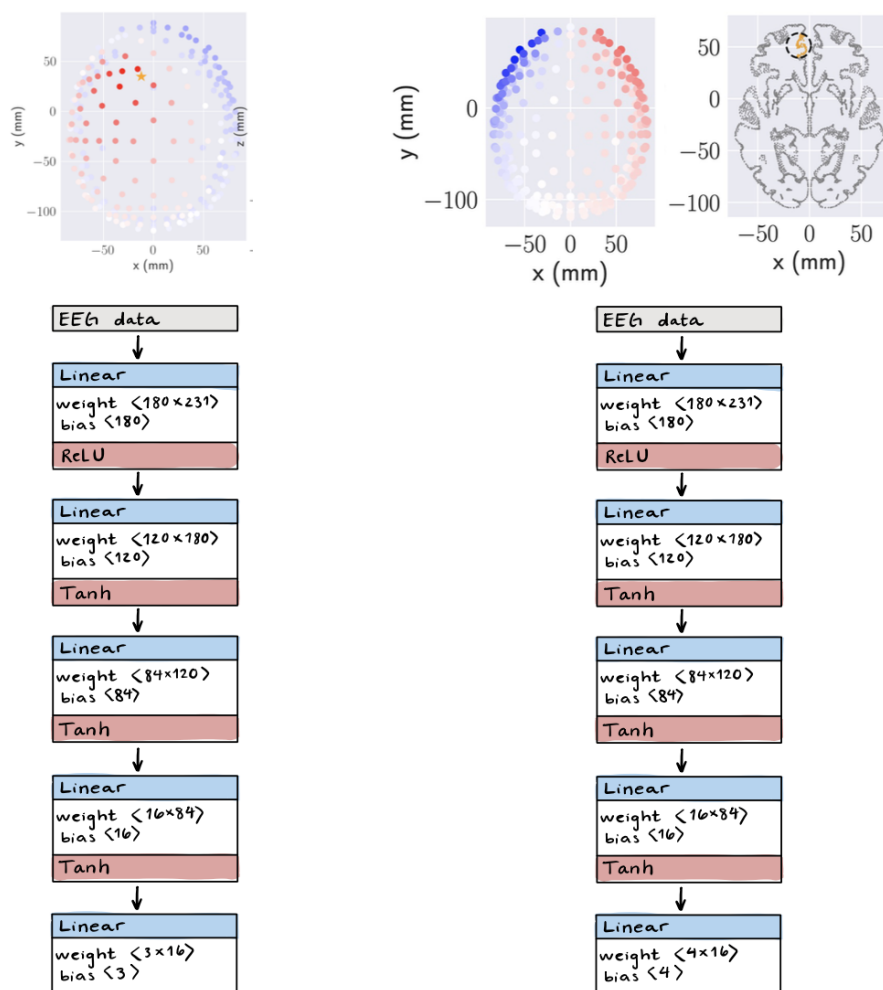 50
0
−50
−100
y (mm)
z (mm)
−50
0
50
x (mm)
0
−100
y (mm)
−50
0
50
x (mm)
50
0
−50
−100
−50
0
50
x (mm)
EEG data
Linear
weight <180×231>
bias <180>
ReLU
Linear
weight <120×180>
bias <120>
Tanh
Linear
weight <84×120>
bias <84>
Tanh
Linear
weight <16×84>
bias <16>
Tanh
Linear
weight <3×16>
bias <3>
EEG data
Linear
weight <180×231>
bias <180>
ReLU
Linear
weight <120×180>
bias <120>
Tanh
Linear
weight <84×120>
bias <84>
Tanh
Linear
weight <16×84>
bias <16>
Tanh
Linear
weight <4×16>
bias <4>